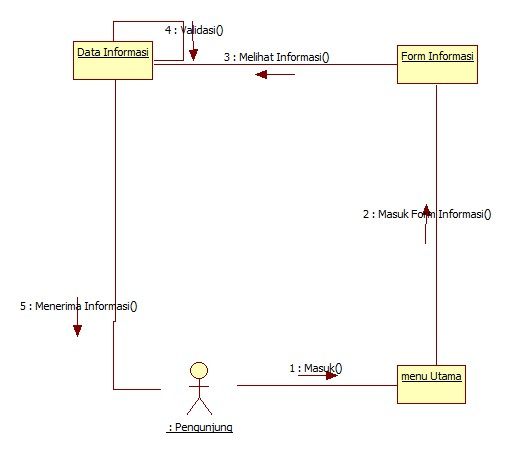 4 : Validasi()
Data Informasi
3 : Melihat Informasi()
Form Informasi
2 : Masuk Form Informasi()
5 : Menerima Informasi()
1 : Masuk()
menu Utama
: Pengunjung